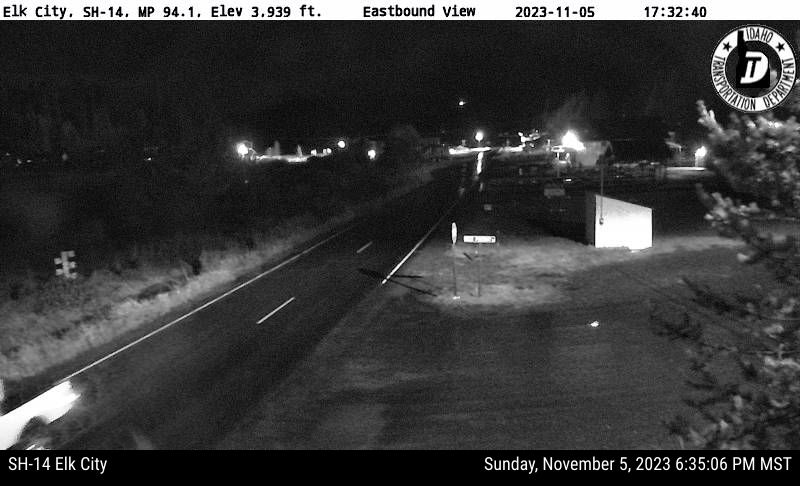 Elk City, SH-14, MP 94.1, Elev 3,939 ft. Eastbound View 2023-11-05 17:32:40
IDAHO
TRANSPORTATION DEPARTMENT
SH-14 Elk City
Sunday, November 5, 2023 6:35:06 PM MST